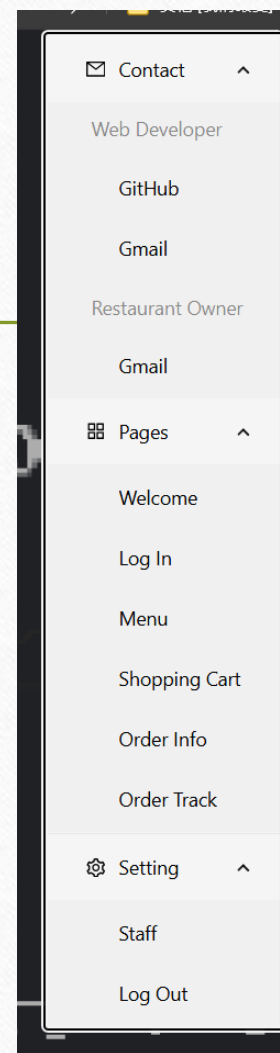 Contact
Web Developer
GitHub
Gmail
Restaurant Owner
Gmail
Pages
Welcome
Log In
Menu
Shopping Cart
Order Info
Order Track
Setting
Staff
Log Out